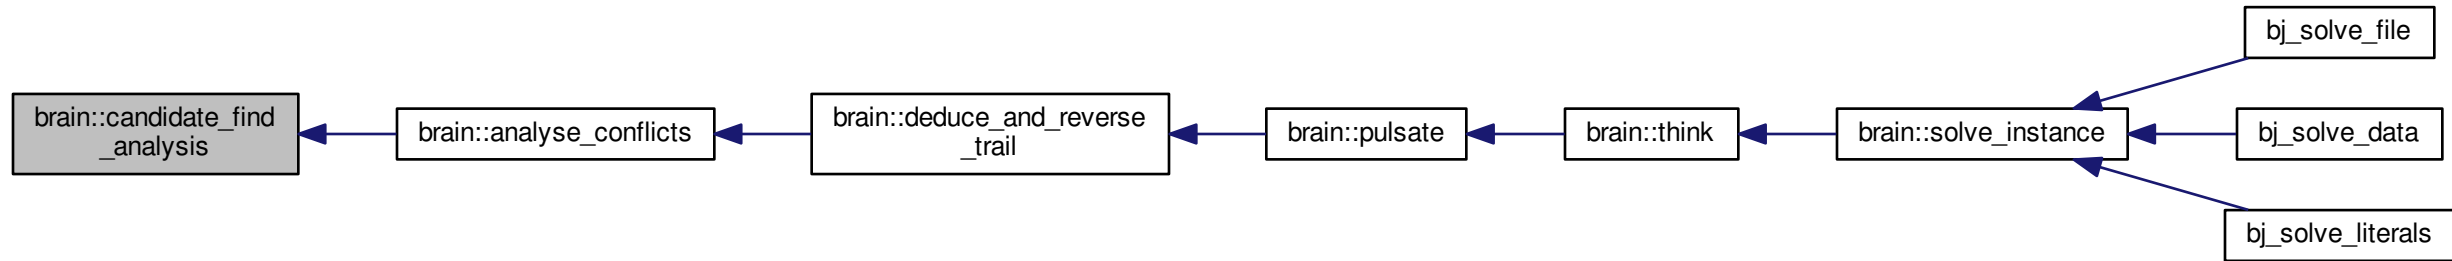 brain::candidate_find
_analysis
brain::analyse_conflicts
brain::deduce_and_reverse
_trail
brain::pulsate
brain::think
brain::solve_instance
bj_solve_file
bj_solve_data
bj_solve_literals